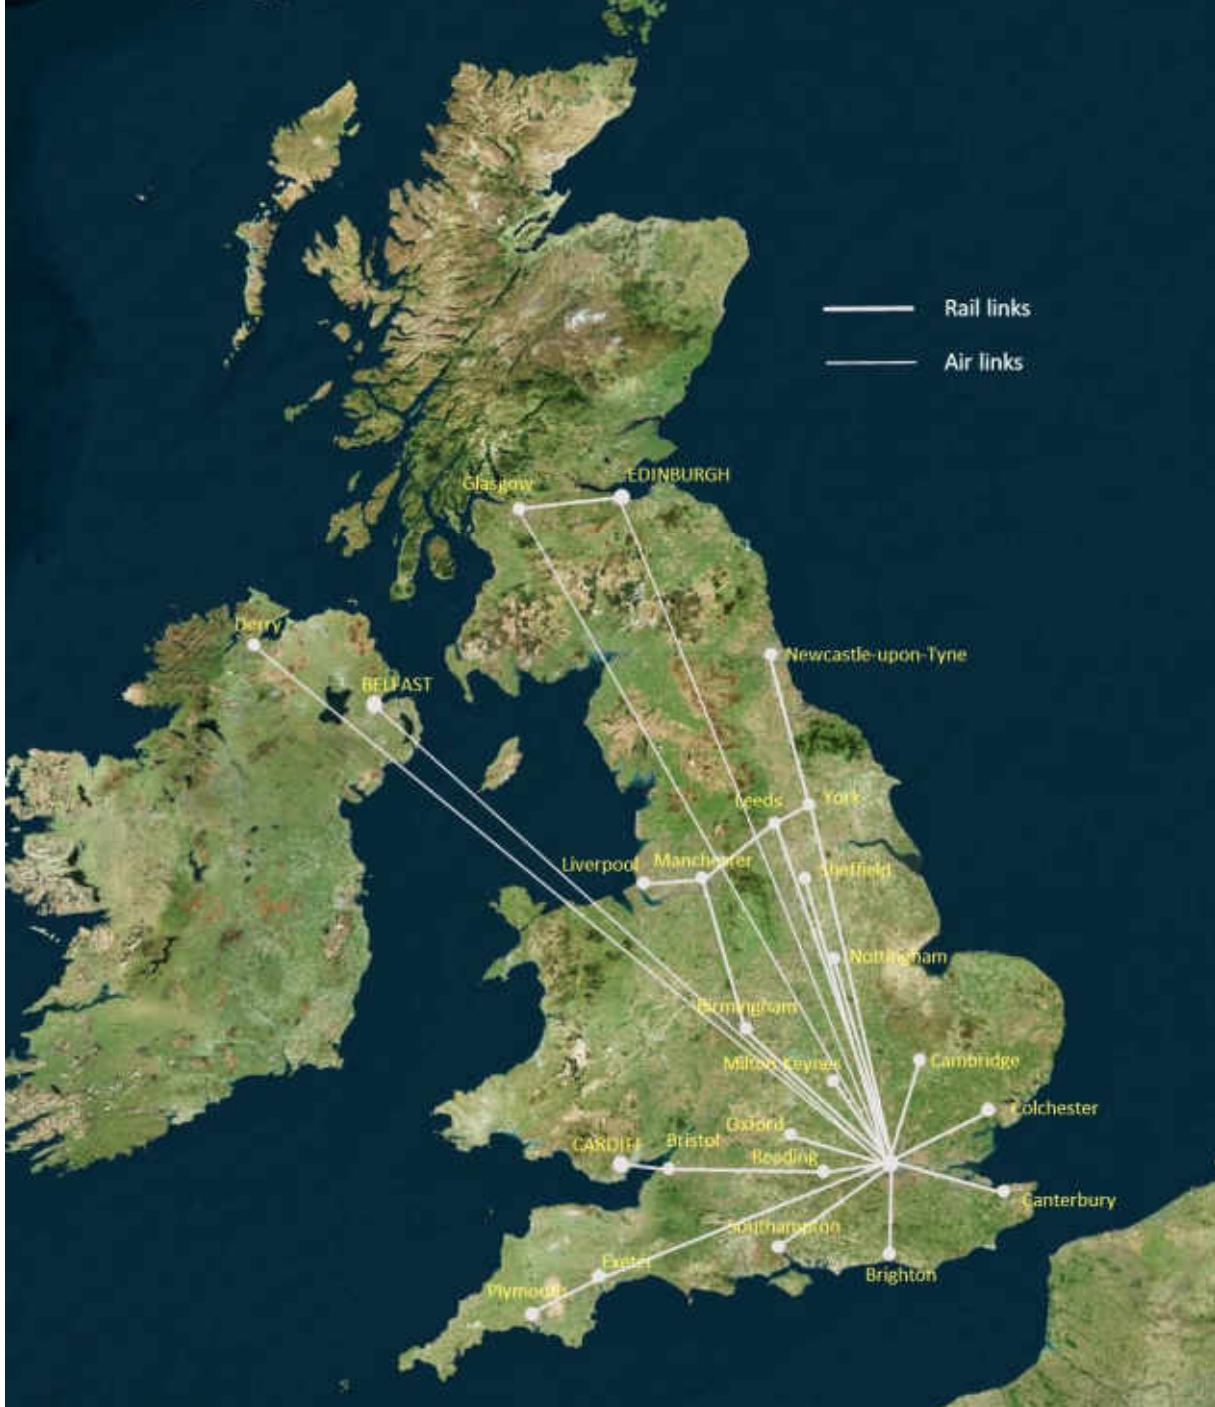 Rail links
Air links
EDINBURGH
Glasgow
Derry
Newcastle-upon-Tyne
BELFAST
Leeds
York
Liverpool
Manchester
Sheffield
Nottingham
Birmingham
Milton Keynes
Cambridge
Colchester
Oxford
CARDIFF
Bristol
Reading
Canterbury
Southampton
Exeter
Brighton
Plymouth